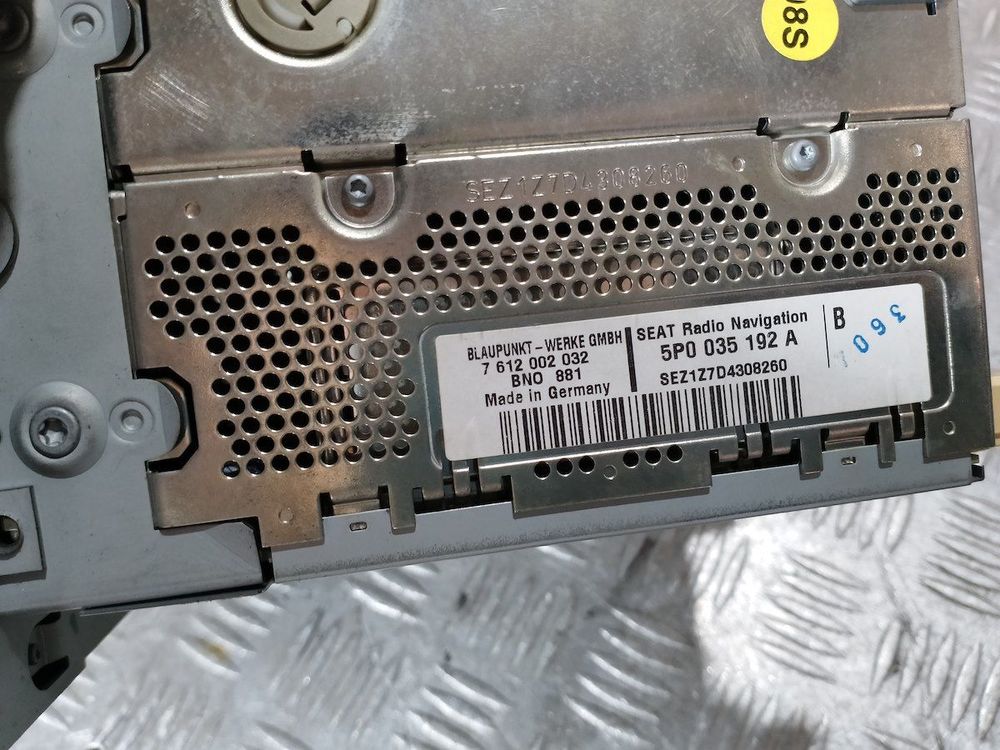 08S
SEZ1Z7D4308260
BLAUPUNKT - WERKE GMBH
7 612 002 032
BNO 881
Made in Germany
SEAT Radio Navigation
5P0 035 192 A
SEZ1Z7D4308260
B
360